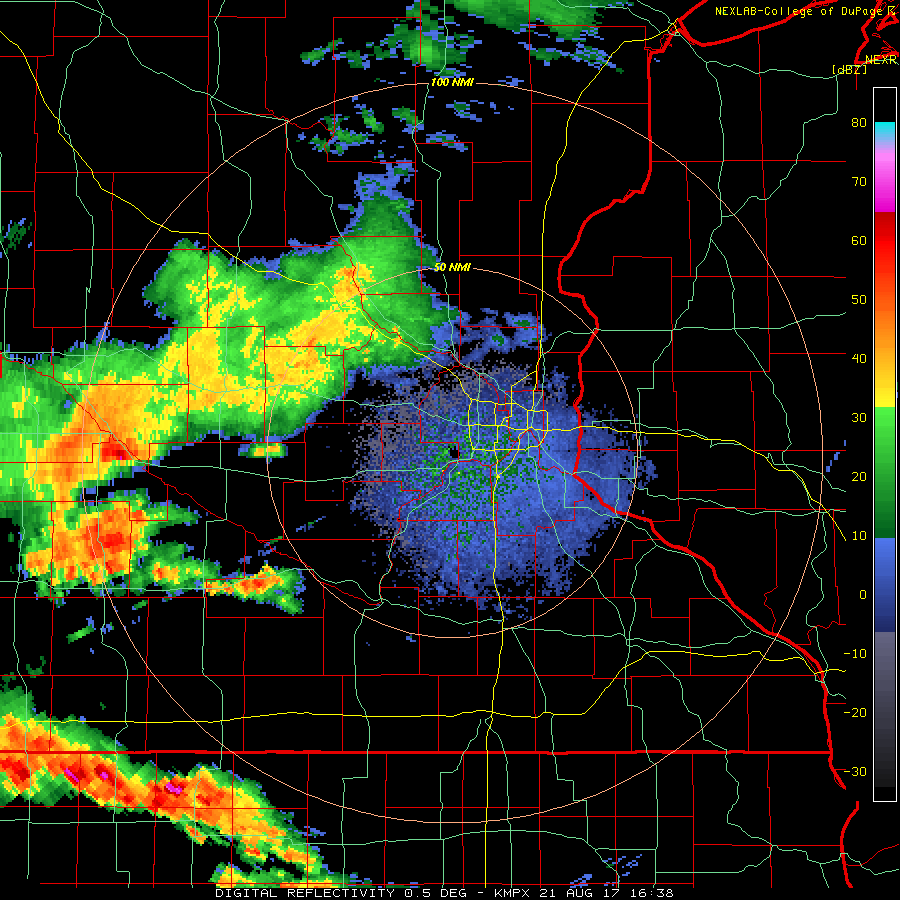 NEXLAB-College of DuPage
NEXR
[dBZ]
100 NMI
80
70
60
50 NMI
50
40
30
20
10
0
-10
-20
-30
DIGITAL REFLECTIVITY 0.5 DEG - KMPX 21 AUG 17 16:38